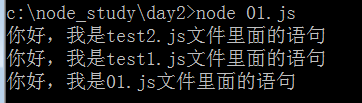 c:\node_study\day2>node 01.js
你好，我是test2.js文件里面的语句
你好，我是test1.js文件里面的语句
你好，我是01.js文件里面的语句